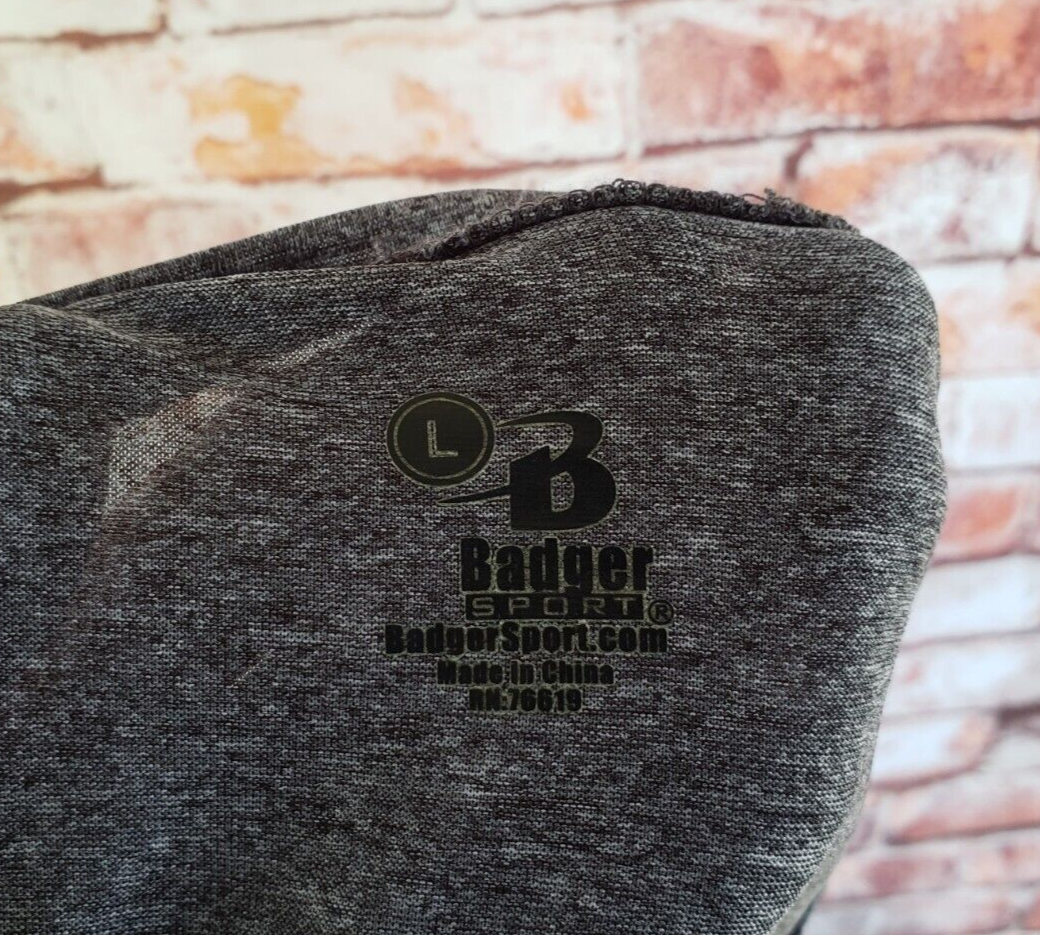 L
B
Badger
SPORT®
BadgerSport.com
Made in China
RN:76619